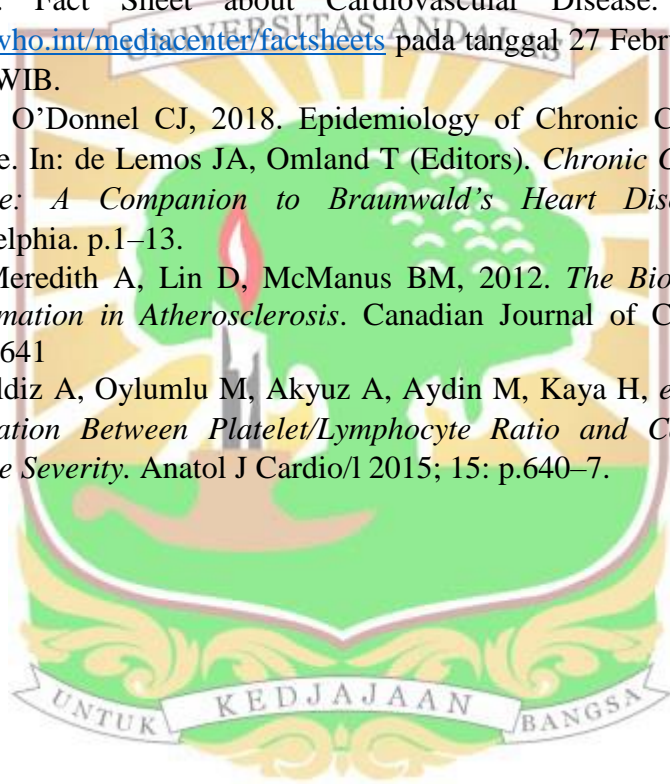 . Fact Sheet about Cardiovascular Disease.
UNIVERSITAS ANDALAS
who.int/mediacenter/factsheets pada tanggal 27 Febr
WIB.
O’Donnel CJ, 2018. Epidemiology of Chronic C
e. In: de Lemos JA, Omland T (Editors). Chronic C
e: A Companion to Braunwald’s Heart Dis
elphia. p.1–13.
Meredith A, Lin D, McManus BM, 2012. The Bio
mation in Atherosclerosis. Canadian Journal of C
641
ldiz A, Oylumlu M, Akyuz A, Aydin M, Kaya H, e
ation Between Platelet/Lymphocyte Ratio and C
e Severity. Anatol J Cardio/l 2015; 15: p.640–7.
UNTUK KEDJAJAAN BANGSA